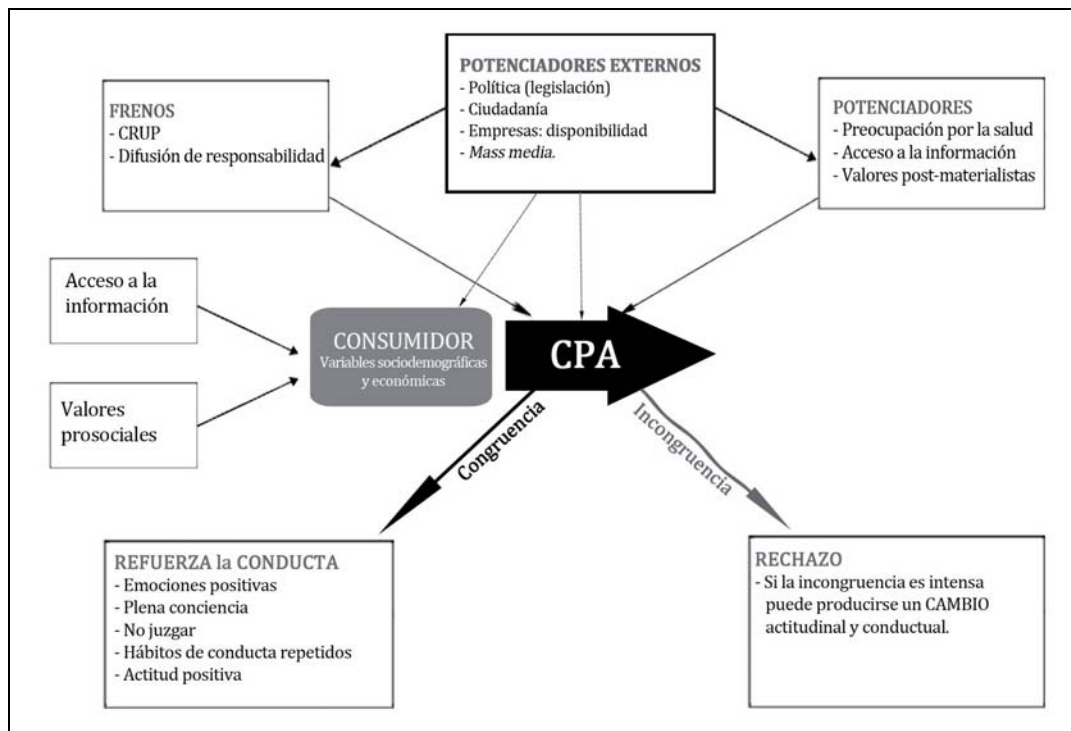 FRENOS
- CRUP
- Difusión de responsabilidad
POTENCIADORES EXTERNOS
- Política (legislación)
- Ciudadanía
- Empresas: disponibilidad
- Mass media.
POTENCIADORES
- Preocupación por la salud
- Acceso a la información
- Valores post-materialistas
Acceso a la
información
Valores
prosociales
CONSUMIDOR
Variables sociodemográficas
y económicas
CPA
Congruencia
Incongruencia
REFUERZA la CONDUCTA
- Emociones positivas
- Plena conciencia
- No juzgar
- Hábitos de conducta repetidos
- Actitud positiva
RECHAZO
- Si la incongruencia es intensa
puede producirse un CAMBIO
actitudinal y conductual.